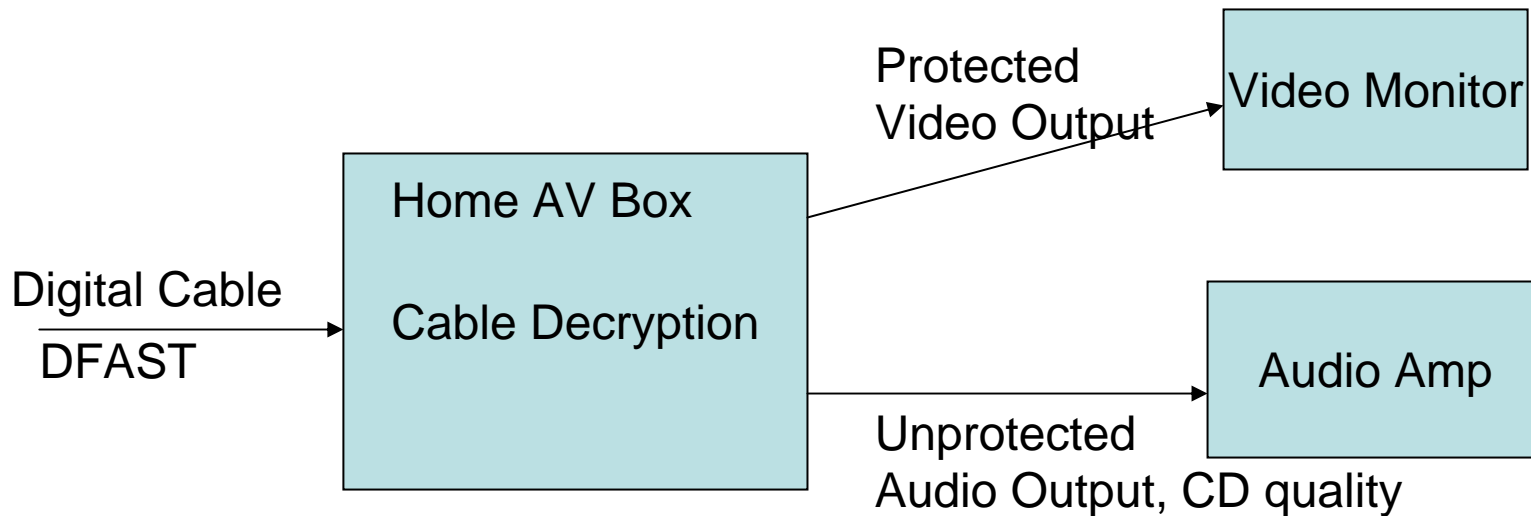 Digital Cable
DFAST
Home AV Box
Cable Decryption
Protected
Video Output
Video Monitor
Unprotected
Audio Output, CD quality
Audio Amp